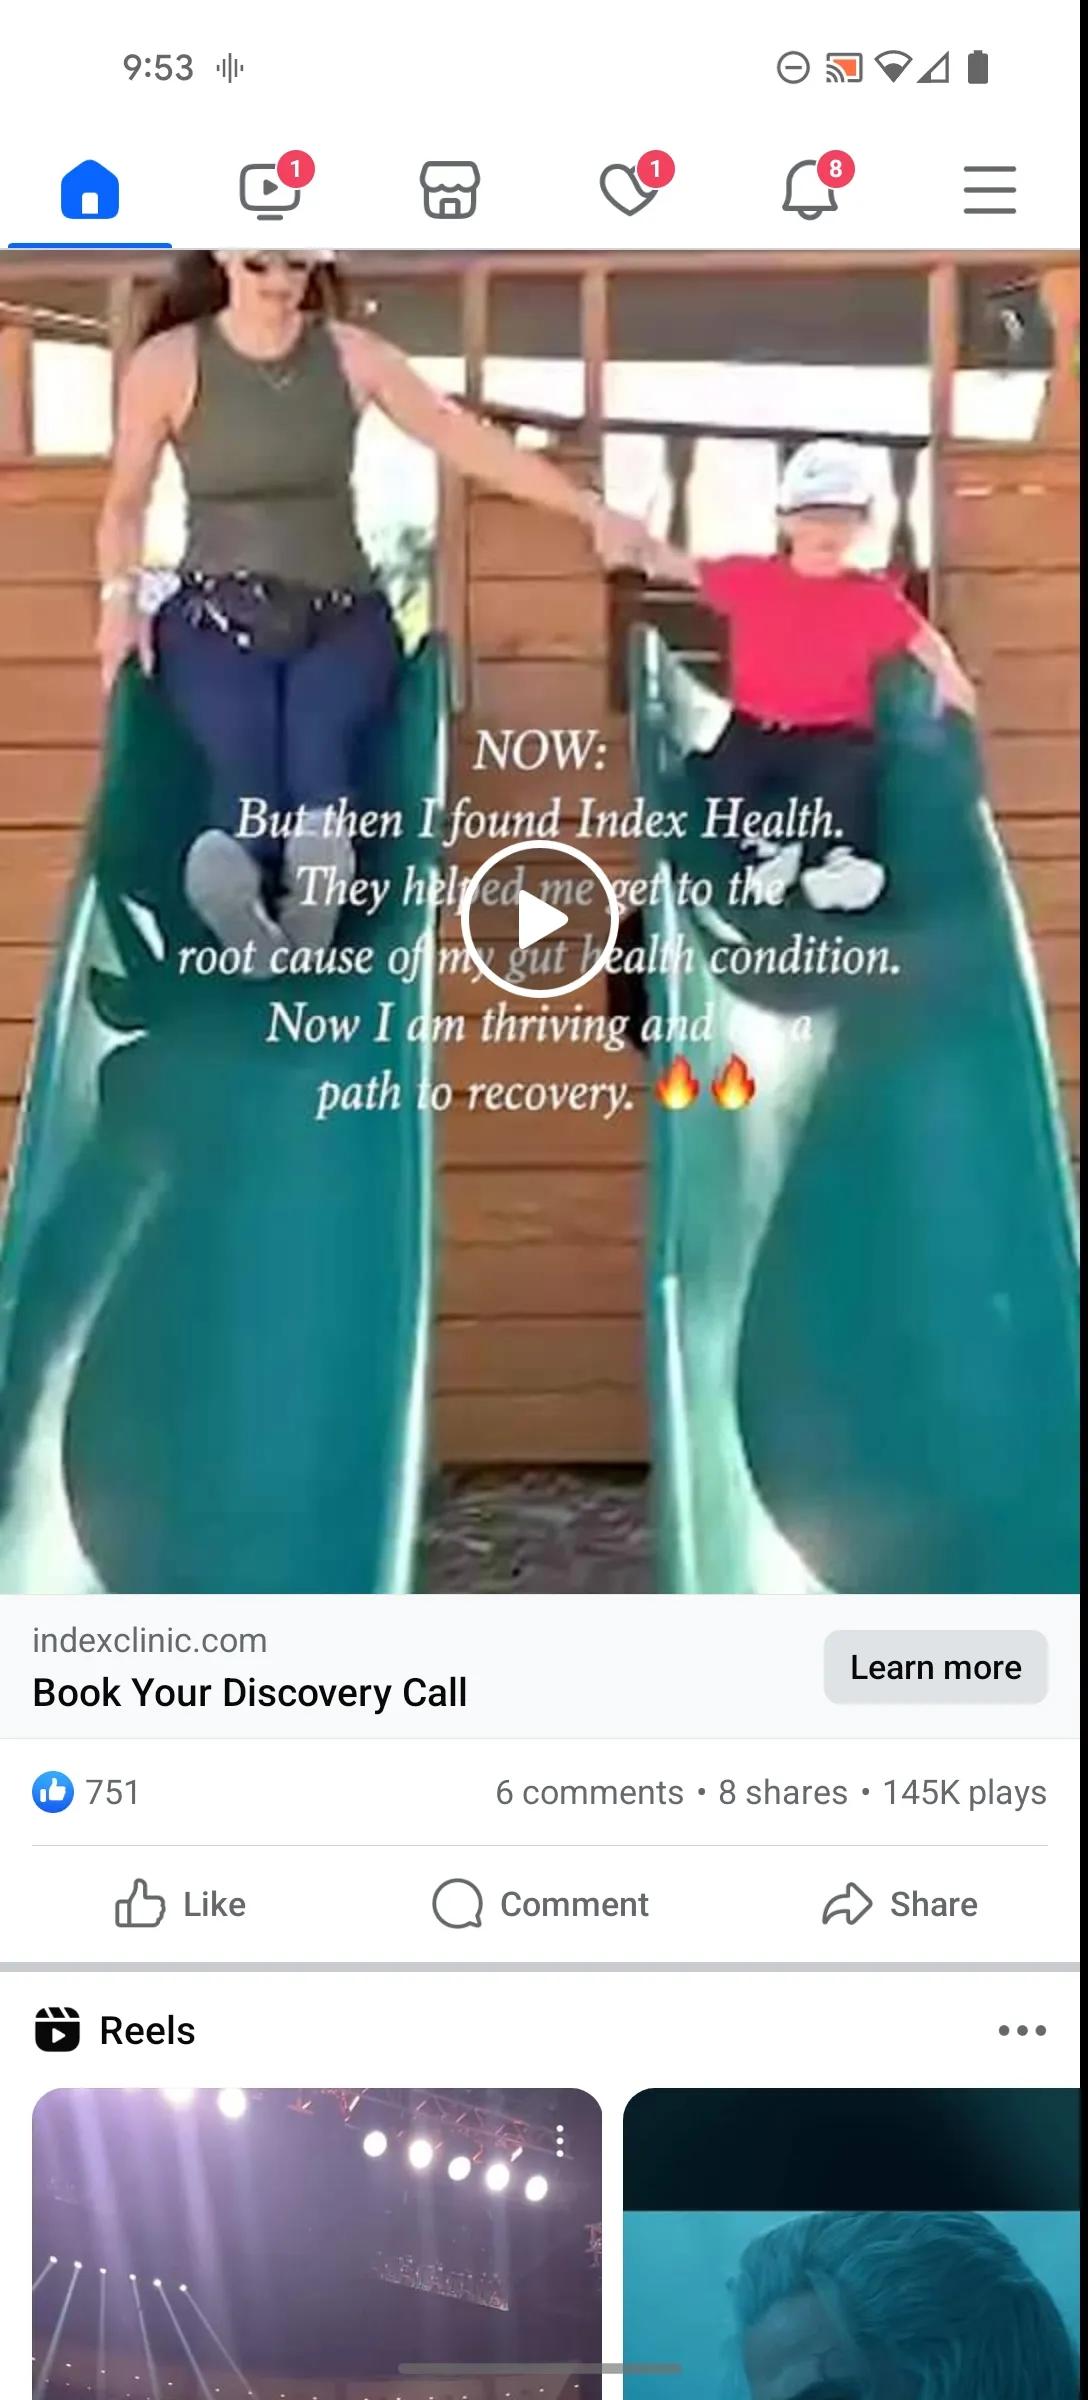 9:53
1
1
8
NOW:
But then I found Index Health.
They helped me get to the
root cause of my gut health condition.
Now I am thriving and a
path to recovery. 🔥🔥
indexclinic.com
Book Your Discovery Call
Learn more
751
6 comments • 8 shares • 145K plays
Like
Comment
Share
Reels